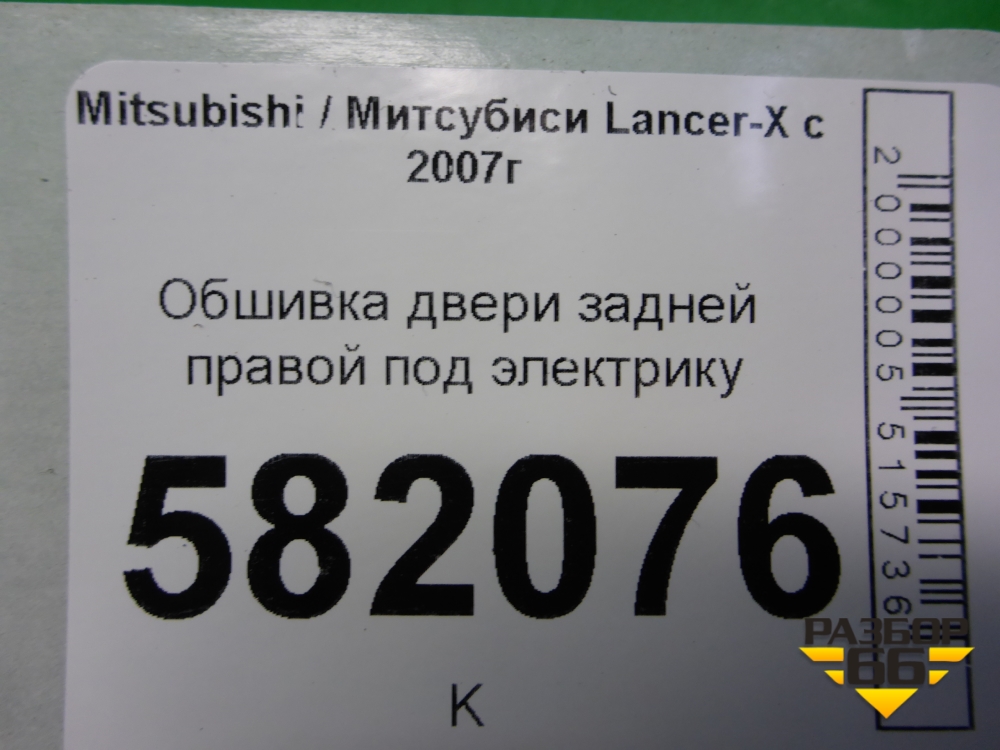 Mitsubishi / Митсубиси Lancer-X с
2007г
Обшивка двери задней
правой под электрику
582076
К
2000005515736
РАЗБОР
66